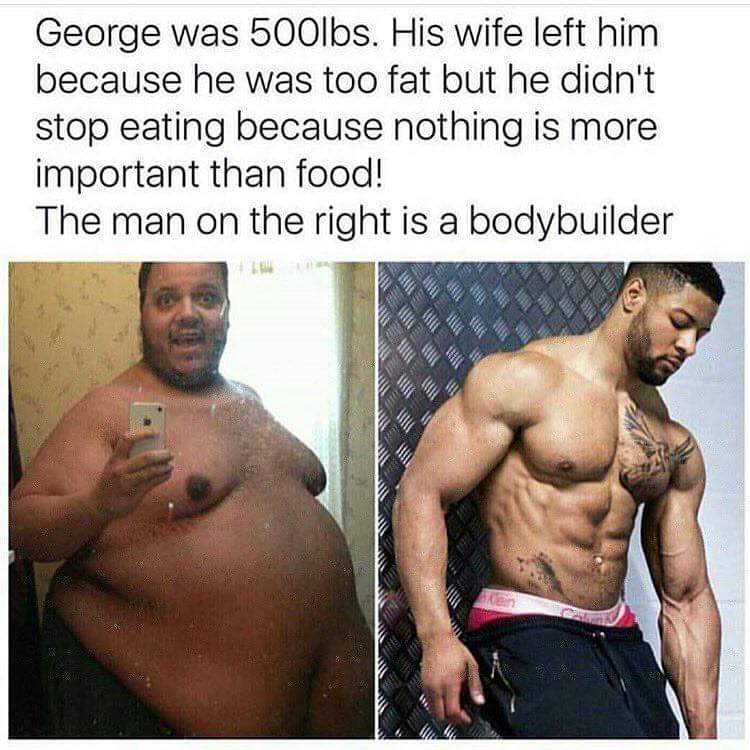 George was 500lbs. His wife left him
because he was too fat but he didn't
stop eating because nothing is more
important than food!
The man on the right is a bodybuilder
Klein